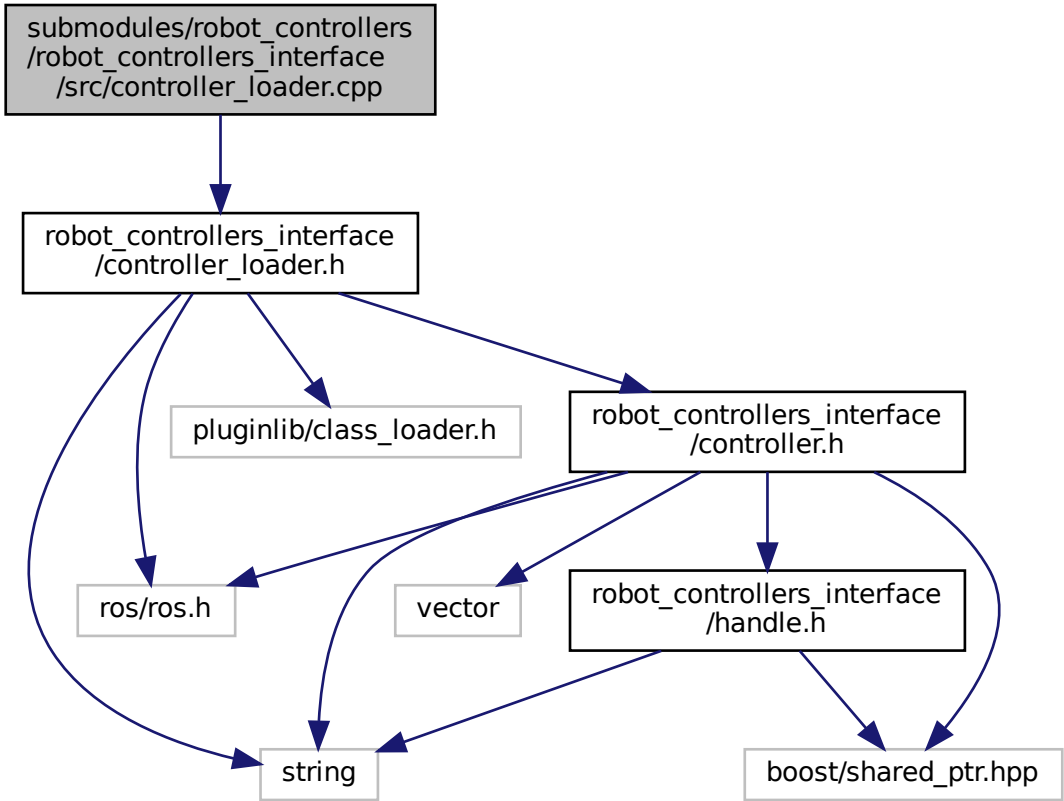 submodules/robot_controllers
/robot_controllers_interface
/src/controller_loader.cpp
robot_controllers_interface
/controller_loader.h
pluginlib/class_loader.h
robot_controllers_interface
/controller.h
ros/ros.h
vector
robot_controllers_interface
/handle.h
string
boost/shared_ptr.hpp